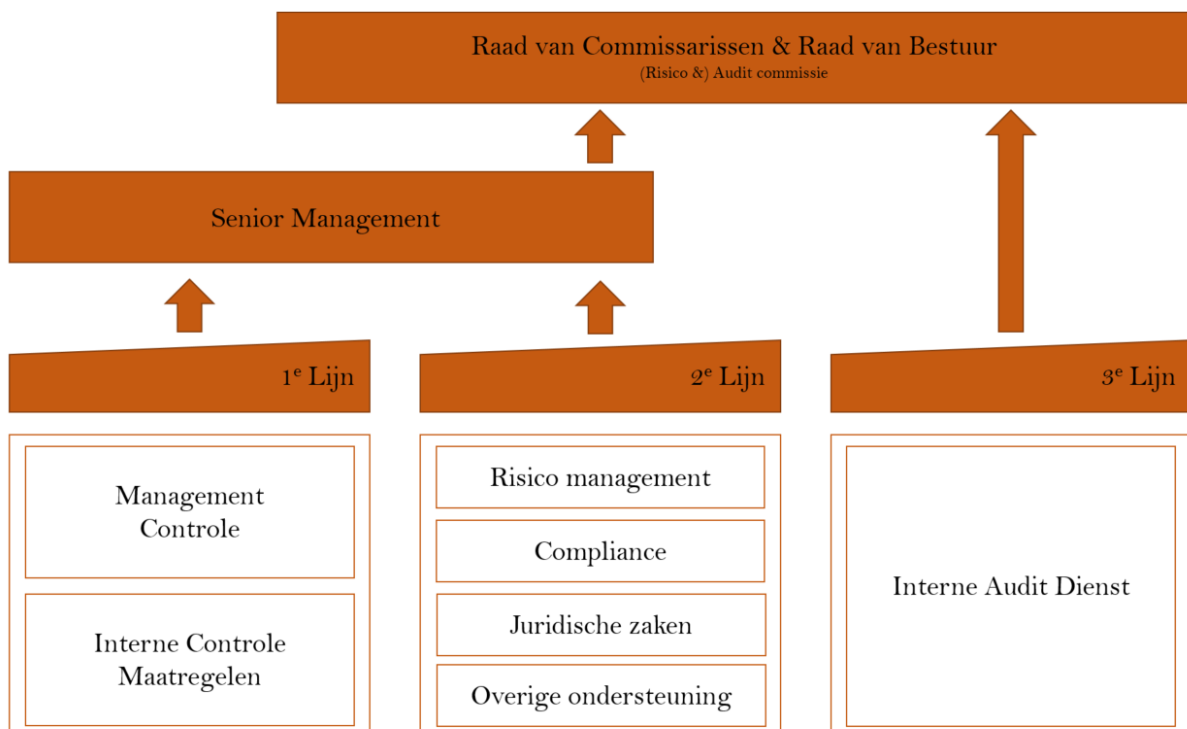 Raad van Commissarissen & Raad van Bestuur
(Risico &) Audit commissie
Senior Management
1e Lijn
2e Lijn
3e Lijn
Management
Controle
Interne Controle
Maatregelen
Risico management
Compliance
Juridische zaken
Overige ondersteuning
Interne Audit Dienst